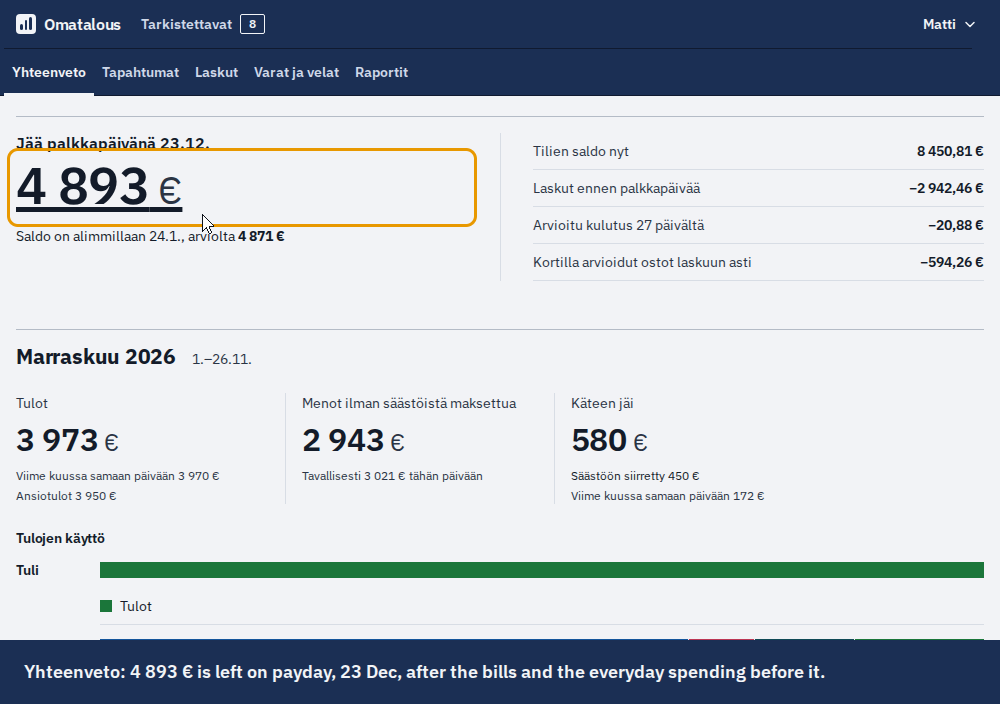 Omatalous
Tarkistettavat 8
Matti
Yhteenveto Tapahtumat Laskut Varat ja velat Raportit
Jää palkkapäivänä 23.12.
4 893 €
Saldo on alimmillaan 24.1., arviolta 4 871 €
Tilien saldo nyt 8 450,81 €
Laskut ennen palkkapäivää −2 942,46 €
Arvioitu kulutus 27 päivältä −20,88 €
Kortilla arvioidut ostot laskuun asti −594,26 €
Marraskuu 2026 1.–26.11.
Tulot
3 973 €
Viime kuussa samaan päivään 3 970 €
Ansiotulot 3 950 €
Menot ilman säästöistä maksettua
2 943 €
Tavallisesti 3 021 € tähän päivään
Käteen jäi
580 €
Säästöön siirretty 450 €
Viime kuussa samaan päivään 172 €
Tulojen käyttö
Tuli
Tulot
Yhteenveto: 4 893 € is left on payday, 23 Dec, after the bills and the everyday spending before it.